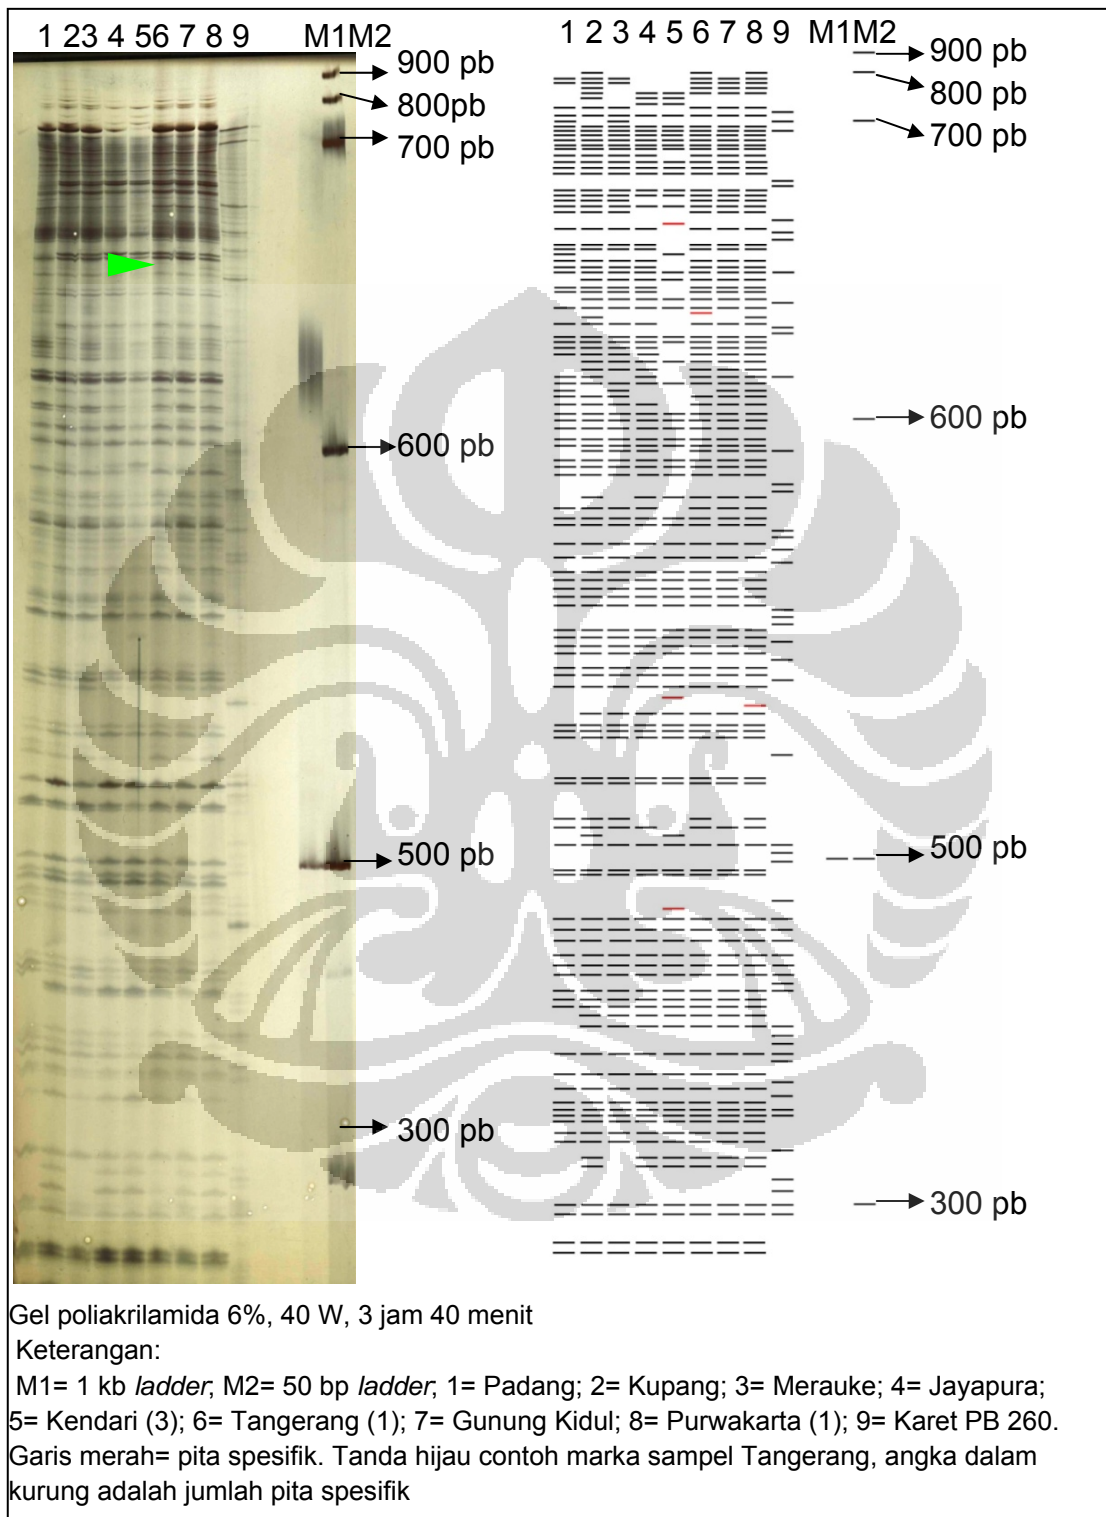 1 23 4 56 7 8 9 M1M2
1 2 3 4 5 6 7 8 9 M1M2
900 pb
800pb
700 pb
600 pb
500 pb
300 pb
900 pb
800 pb
700 pb
600 pb
500 pb
300 pb
Gel poliakrilamida 6%, 40 W, 3 jam 40 menit
Keterangan:
M1= 1 kb ladder; M2= 50 bp ladder; 1= Padang; 2= Kupang; 3= Merauke; 4= Jayapura;
5= Kendari (3); 6= Tangerang (1); 7= Gunung Kidul; 8= Purwakarta (1); 9= Karet PB 260.
Garis merah= pita spesifik. Tanda hijau contoh marka sampel Tangerang, angka dalam
kurung adalah jumlah pita spesifik